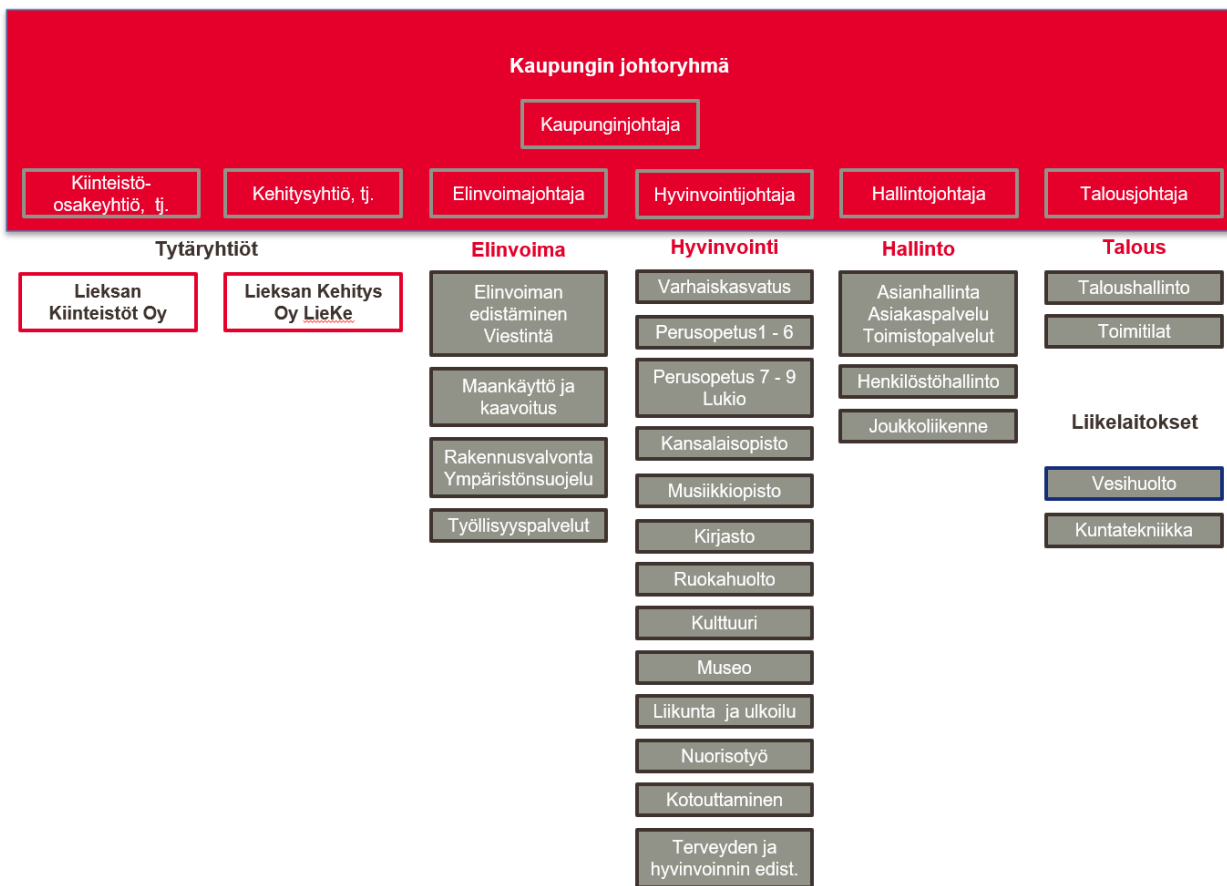 Kaupungin johtoryhmä
Kaupunginjohtaja
Kiinteistö-
osakeyhtiö, tj.
Kehitysyhtiö, tj.
Elinvoimajohtaja
Hyvinvointijohtaja
Hallintojohtaja
Talousjohtaja
Tytäryhtiöt
Lieksan
Kiinteistöt Oy
Lieksan Kehitys
Oy LieKe
Elinvoima
Elinvoiman
edistäminen
Viestintä
Maankäyttö ja
kaavoitus
Rakennusvalvonta
Ympäristönsuojelu
Työllisyyspalvelut
Hyvinvointi
Varhaiskasvatus
Perusopetus1 - 6
Perusopetus 7 - 9
Lukio
Kansalaisopisto
Musiikkiopisto
Kirjasto
Ruokahuolto
Kulttuuri
Museo
Liikunta ja ulkoilu
Nuorisotyö
Kotouttaminen
Terveyden ja
hyvinvoinnin edist.
Hallinto
Asianhallinta
Asiakaspalvelu
Toimistopalvelut
Henkilöstöhallinto
Joukkoliikenne
Talous
Taloushallinto
Toimitilat
Liikelaitokset
Vesihuolto
Kuntatekniikka